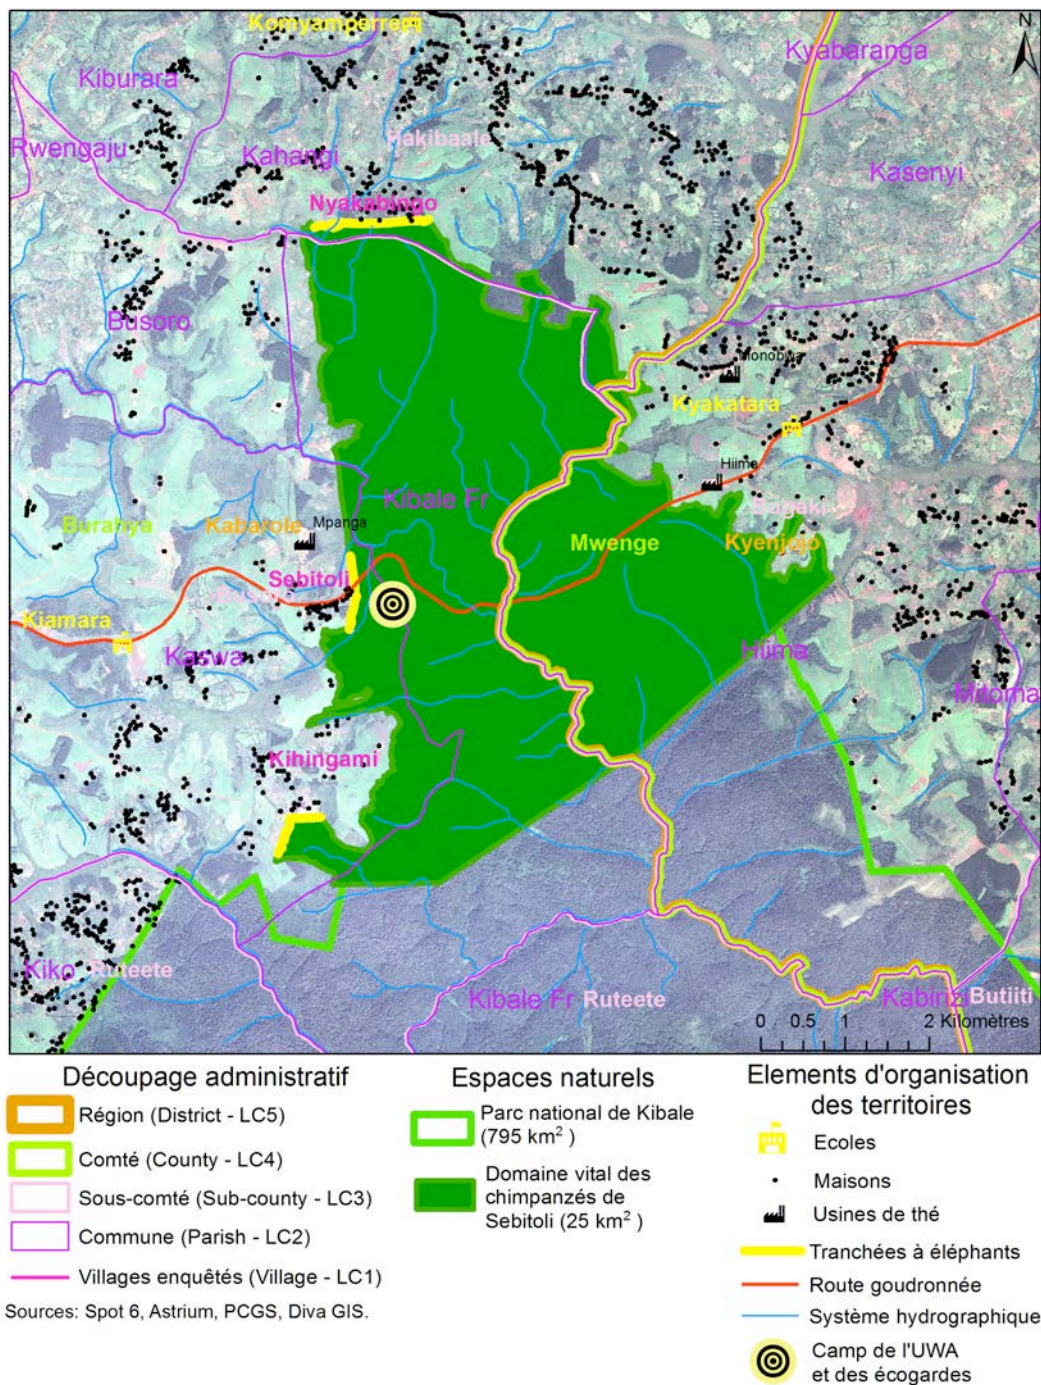 Komyamperre
N
Kyabaranga
Kiburara
Hakibaale
Rwengaju
Kahangi
Kasenyi
Nyakabingo
Busoro
Monobwa
Kyakatara
Hiima
Kibale Fr
Bugaki
Burahya
Kabarole
Mpanga
Mwenge
Kyenjojo
Sebitoli
Kiamara
Kaswa
Hiima
Mitoma
Kihingami
Kiko
Ruteete
Kibale Fr
Ruteete
Kabirizi
Butiiti
0 0.5 1 2 Kilomètres
Découpage administratif
Région (District - LC5)
Comté (County - LC4)
Sous-comté (Sub-county - LC3)
Commune (Parish - LC2)
Villages enquêtés (Village - LC1)
Sources: Spot 6, Astrium, PCGS, Diva GIS.
Espaces naturels
Parc national de Kibale
(795 km² )
Domaine vital des
chimpanzés de
Sebitoli (25 km² )
Elements d'organisation
des territoires
Ecoles
Maisons
Usines de thé
Tranchées à éléphants
Route goudronnée
Système hydrographique
Camp de l'UWA
et des écogardes